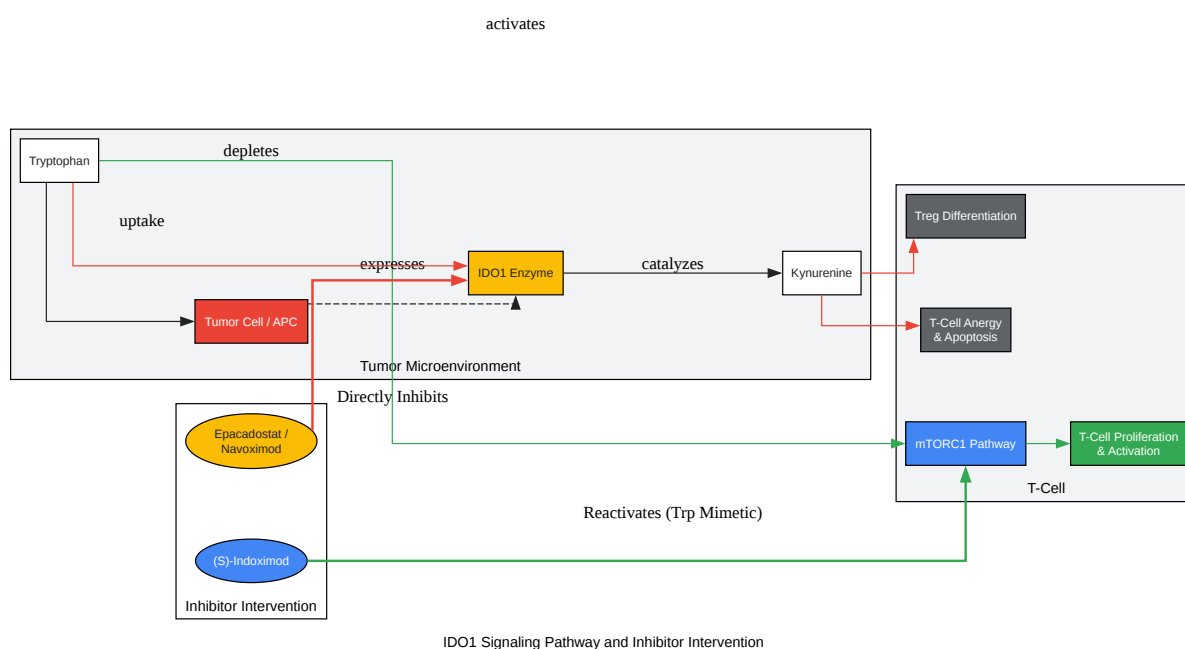 activates
Tryptophan
depletes
uptake
expresses
IDO1 Enzyme
catalyzes
Kynurenine
Treg Differentiation
Tumor Cell / APC
T-Cell Anergy
& Apoptosis
Tumor Microenvironment
Directly Inhibits
Epacadostat /
Navoximod
mTORC1 Pathway
T-Cell Proliferation
& Activation
T-Cell
Reactivates (Trp Mimetic)
(S)-Indoximod
Inhibitor Intervention
IDO1 Signaling Pathway and Inhibitor Intervention